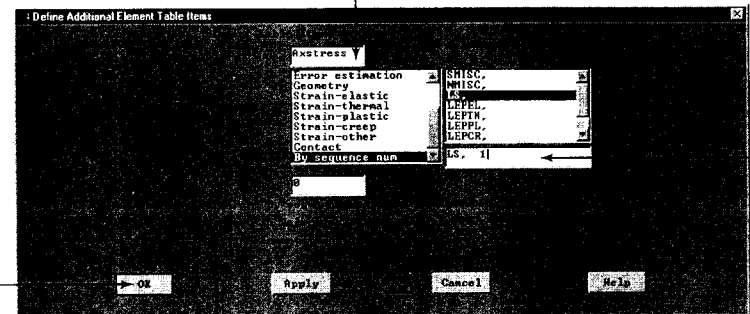 : Define Additional Element Table Items
Axstress
Error estimation
Geometry
Strain-elastic
Strain-thermal
Strain-plastic
Strain-creep
Strain-other
Contact
By sequence num
SMISC,
NMISC,
LS,
LEPEL,
LEPTH,
LEPPL,
LEPCR,
LS, 1
0
OK
Apply
Cancel
Help